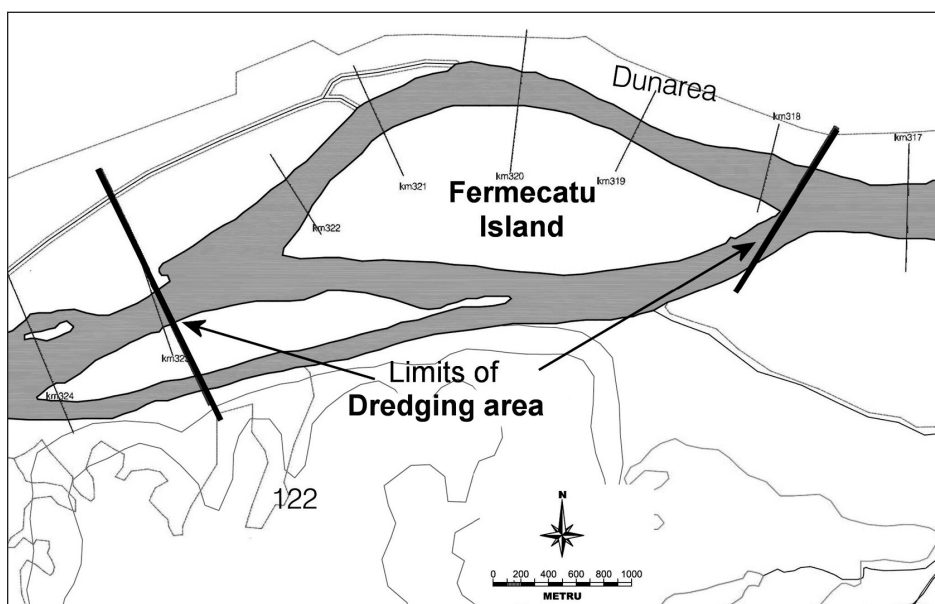 Dunarea
km318
km317
km321
km320
km319
Fermecatu
Island
km322
km323
km324
Limits of
Dredging area
122
N
0 200 400 600 800 1000
METRU